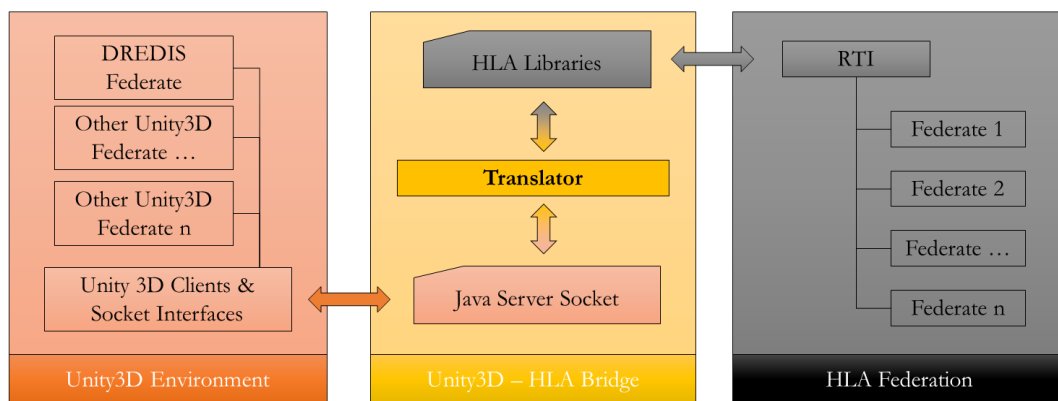 DREDIS
Federate
Other Unity3D
Federate …
Other Unity3D
Federate n
Unity 3D Clients &
Socket Interfaces
Unity3D Environment
HLA Libraries
Translator
Java Server Socket
Unity3D – HLA Bridge
RTI
Federate 1
Federate 2
Federate …
Federate n
HLA Federation